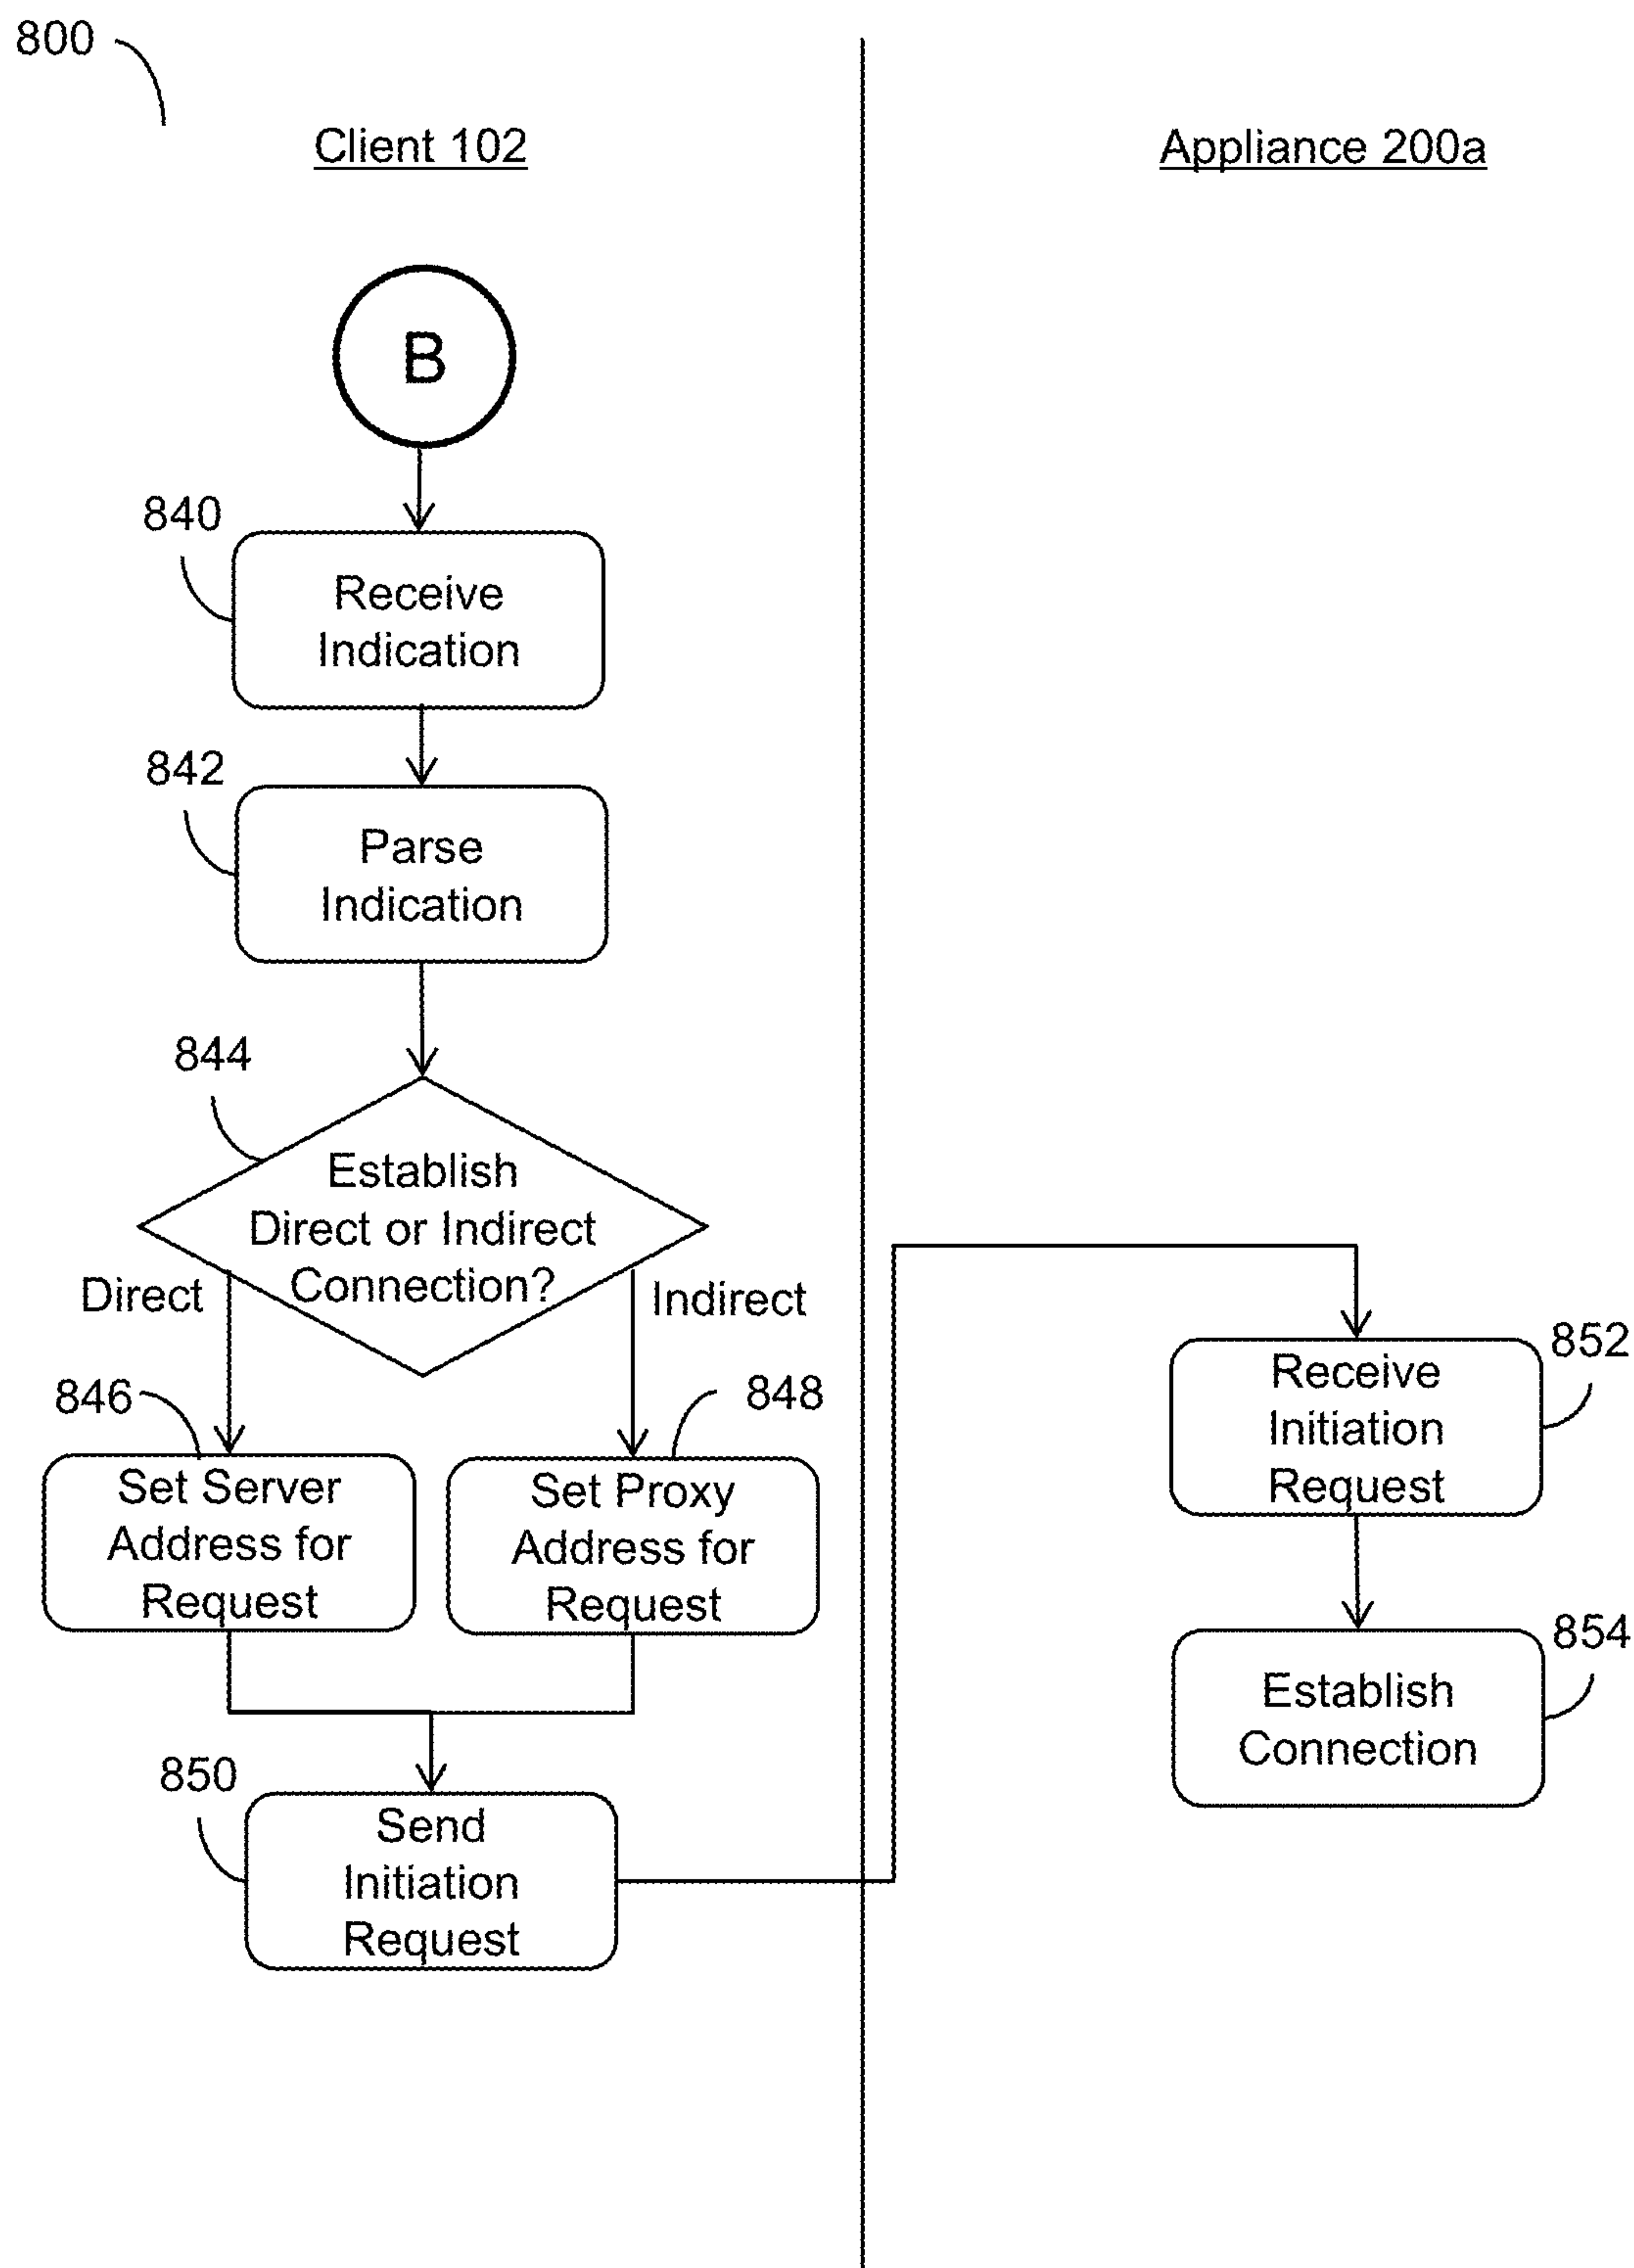 800
Client 102
Appliance 200a
B
840
Receive
Indication
842
Parse
Indication
844
Establish
Direct or Indirect
Connection?
Direct
Indirect
846
Set Server
Address for
Request
848
Set Proxy
Address for
Request
850
Send
Initiation
Request
852
Receive
Initiation
Request
854
Establish
Connection